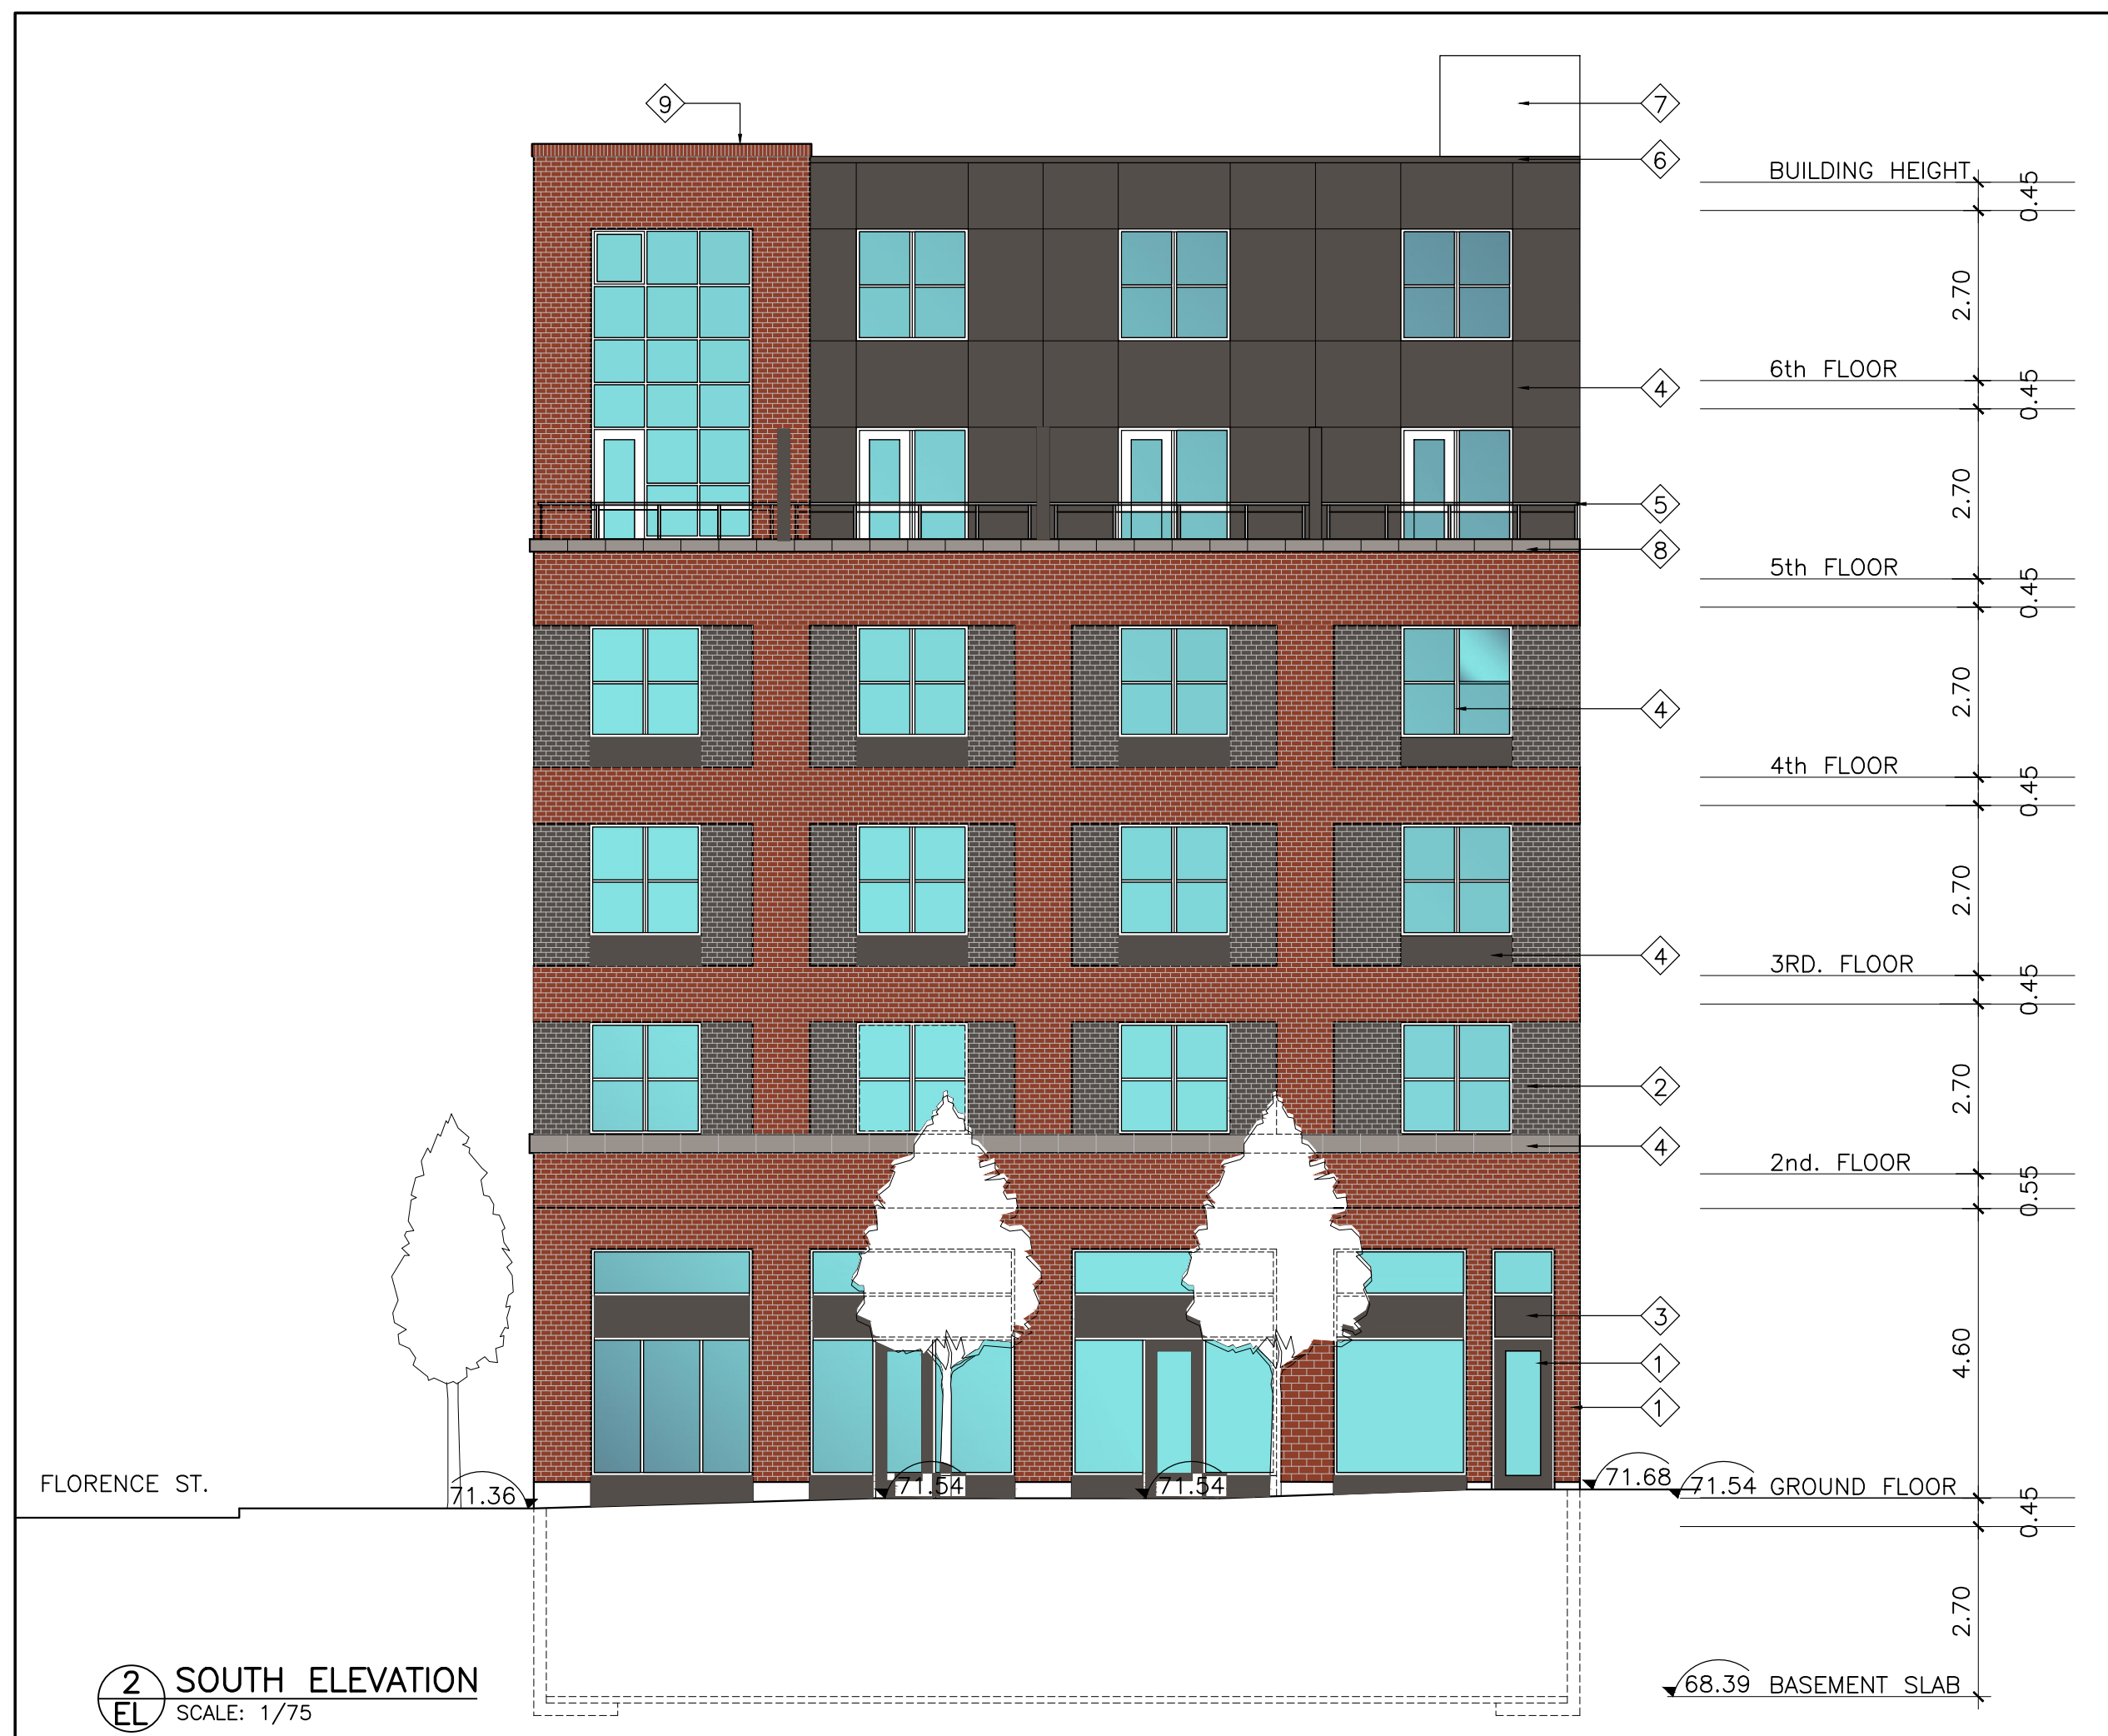 9
7
6
BUILDING HEIGHT
0.45
2.70
4
6th FLOOR
0.45
2.70
5
8
5th FLOOR
0.45
2.70
4
4th FLOOR
0.45
2.70
4
3RD. FLOOR
0.45
2.70
2
4
2nd. FLOOR
0.55
3
4.60
1
1
FLORENCE ST.
71.36
71.54
71.54
71.68
71.54 GROUND FLOOR
0.45
2.70
68.39 BASEMENT SLAB
2
EL
SOUTH ELEVATION
SCALE: 1/75